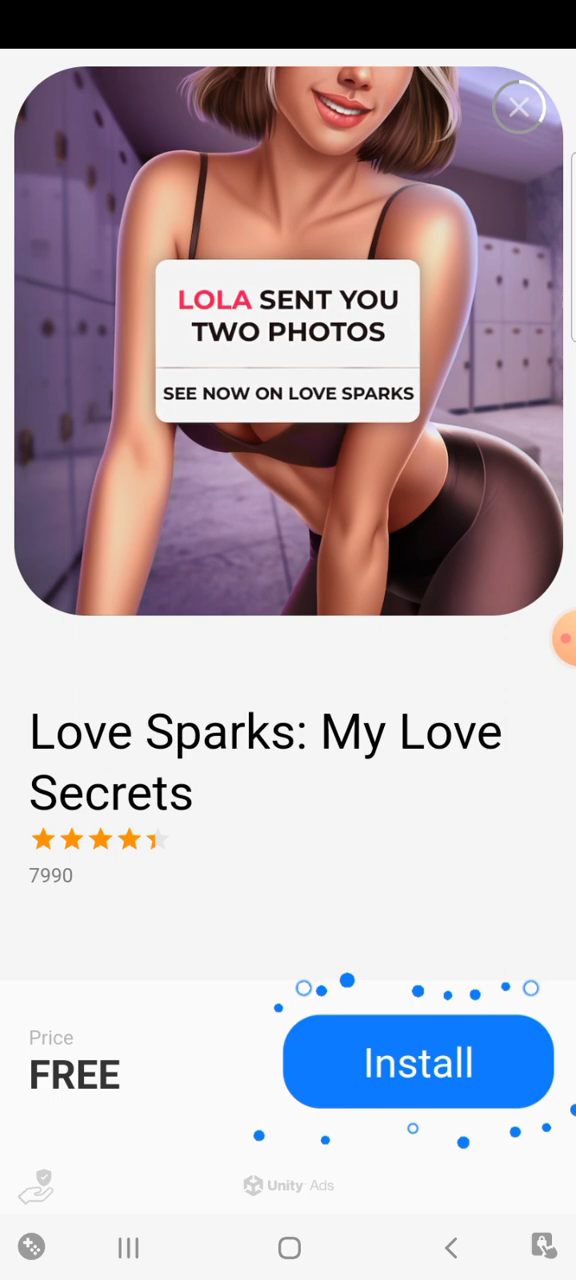 LOLA SENT YOU
TWO PHOTOS
SEE NOW ON LOVE SPARKS
Love Sparks: My Love
Secrets
7990
Price
FREE
Install
Unity Ads